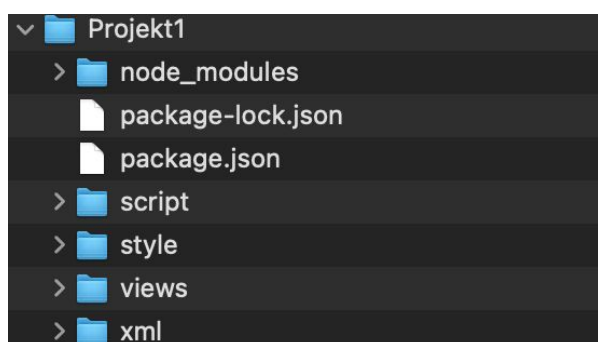 Projekt1
node_modules
package-lock.json
package.json
script
style
views
xml